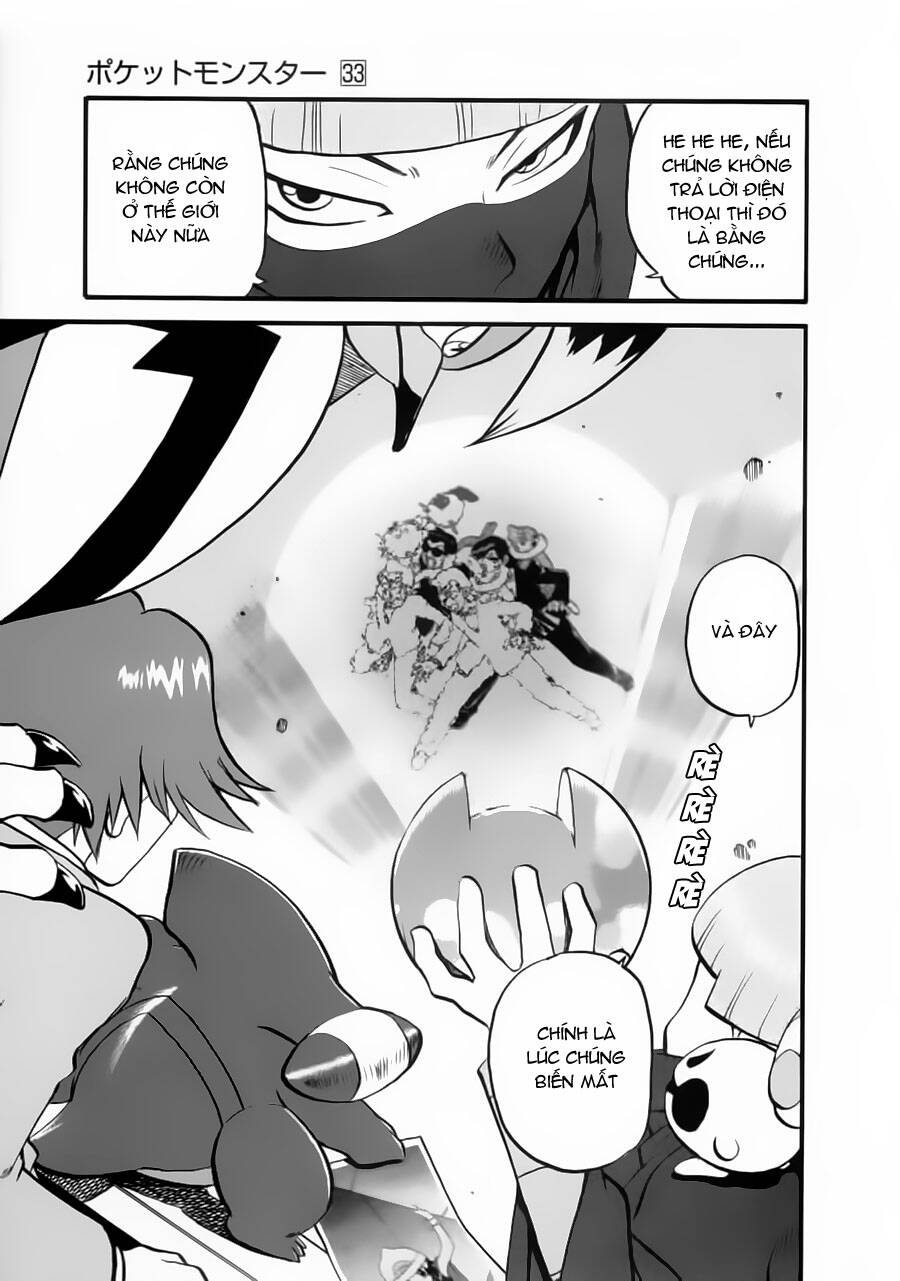 ポケットモンスター 33
HE HE HE, NẾU
CHÚNG KHÔNG
TRẢ LỜI ĐIỆN
THOẠI THÌ ĐÓ
LÀ BẰNG
CHỨNG...
RẰNG CHÚNG
KHÔNG CÒN
Ở THẾ GIỚI
NÀY NỮA
VÀ ĐÂY
RÈ
RÈ
RÈ
RÈ
CHÍNH LÀ
LÚC CHÚNG
BIẾN MẤT